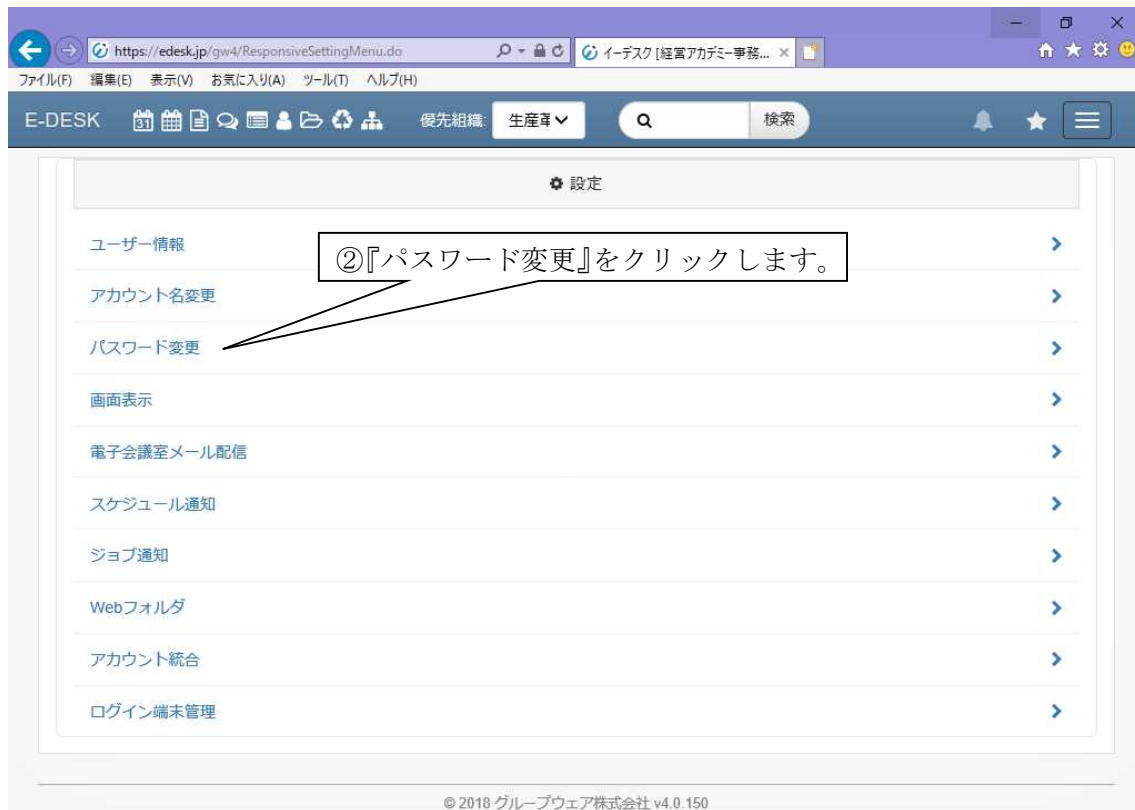 https://edesk.jp/gw4/ResponsiveSettingMenu.do
イーデスク [経営アカデミー事務...
ファイル(F) 編集(E) 表示(V) お気に入り(A) ツール(T) ヘルプ(H)
E-DESK 31 優先組織: 生産革 検索
設定
ユーザー情報
②『パスワード変更』をクリックします。
アカウント名変更
パスワード変更
画面表示
電子会議室メール配信
スケジュール通知
ジョブ通知
Webフォルダ
アカウント統合
ログイン端末管理
© 2018 グループウェア株式会社 v4.0.150